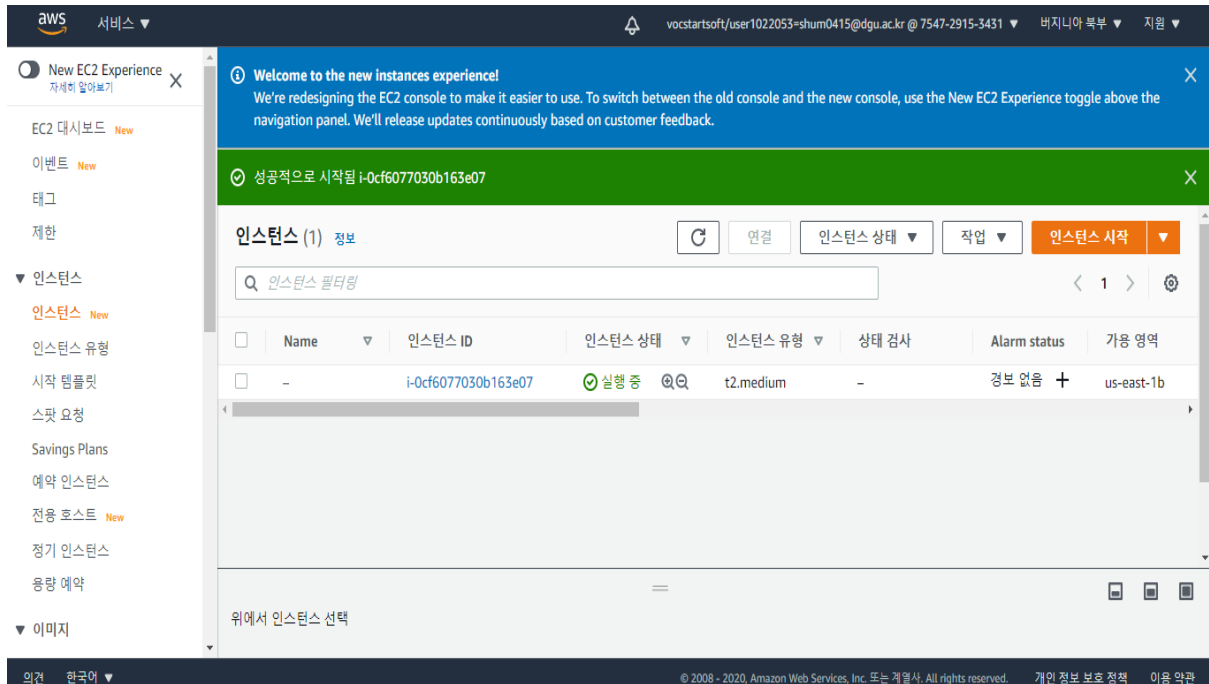 aws 서비스 ▼ vocstartsoft/user1022053=shum0415@dgu.ac.kr @ 7547-2915-3431 ▼ 버지니아 북부 ▼ 지원 ▼
New EC2 Experience
자세히 알아보기
EC2 대시보드 New
이벤트 New
태그
제한
▼ 인스턴스
인스턴스 New
인스턴스 유형
시작 템플릿
스팟 요청
Savings Plans
예약 인스턴스
전용 호스트 New
정기 인스턴스
용량 예약
▼ 이미지
Welcome to the new instances experience!
We're redesigning the EC2 console to make it easier to use. To switch between the old console and the new console, use the New EC2 Experience toggle above the
navigation panel. We'll release updates continuously based on customer feedback.
성공적으로 시작됨 i-0cf6077030b163e07
인스턴스 (1) 정보 연결 인스턴스 상태 ▼ 작업 ▼ 인스턴스 시작 ▼
인스턴스 필터링 < 1 >
Name 인스턴스 ID 인스턴스 상태 인스턴스 유형 상태 검사 Alarm status 가용 영역
– i-0cf6077030b163e07 실행 중 t2.medium – 경보 없음 + us-east-1b
위에서 인스턴스 선택
의견 한국어 ▼ © 2008 - 2020, Amazon Web Services, Inc. 또는 계열사. All rights reserved. 개인 정보 보호 정책 이용 약관